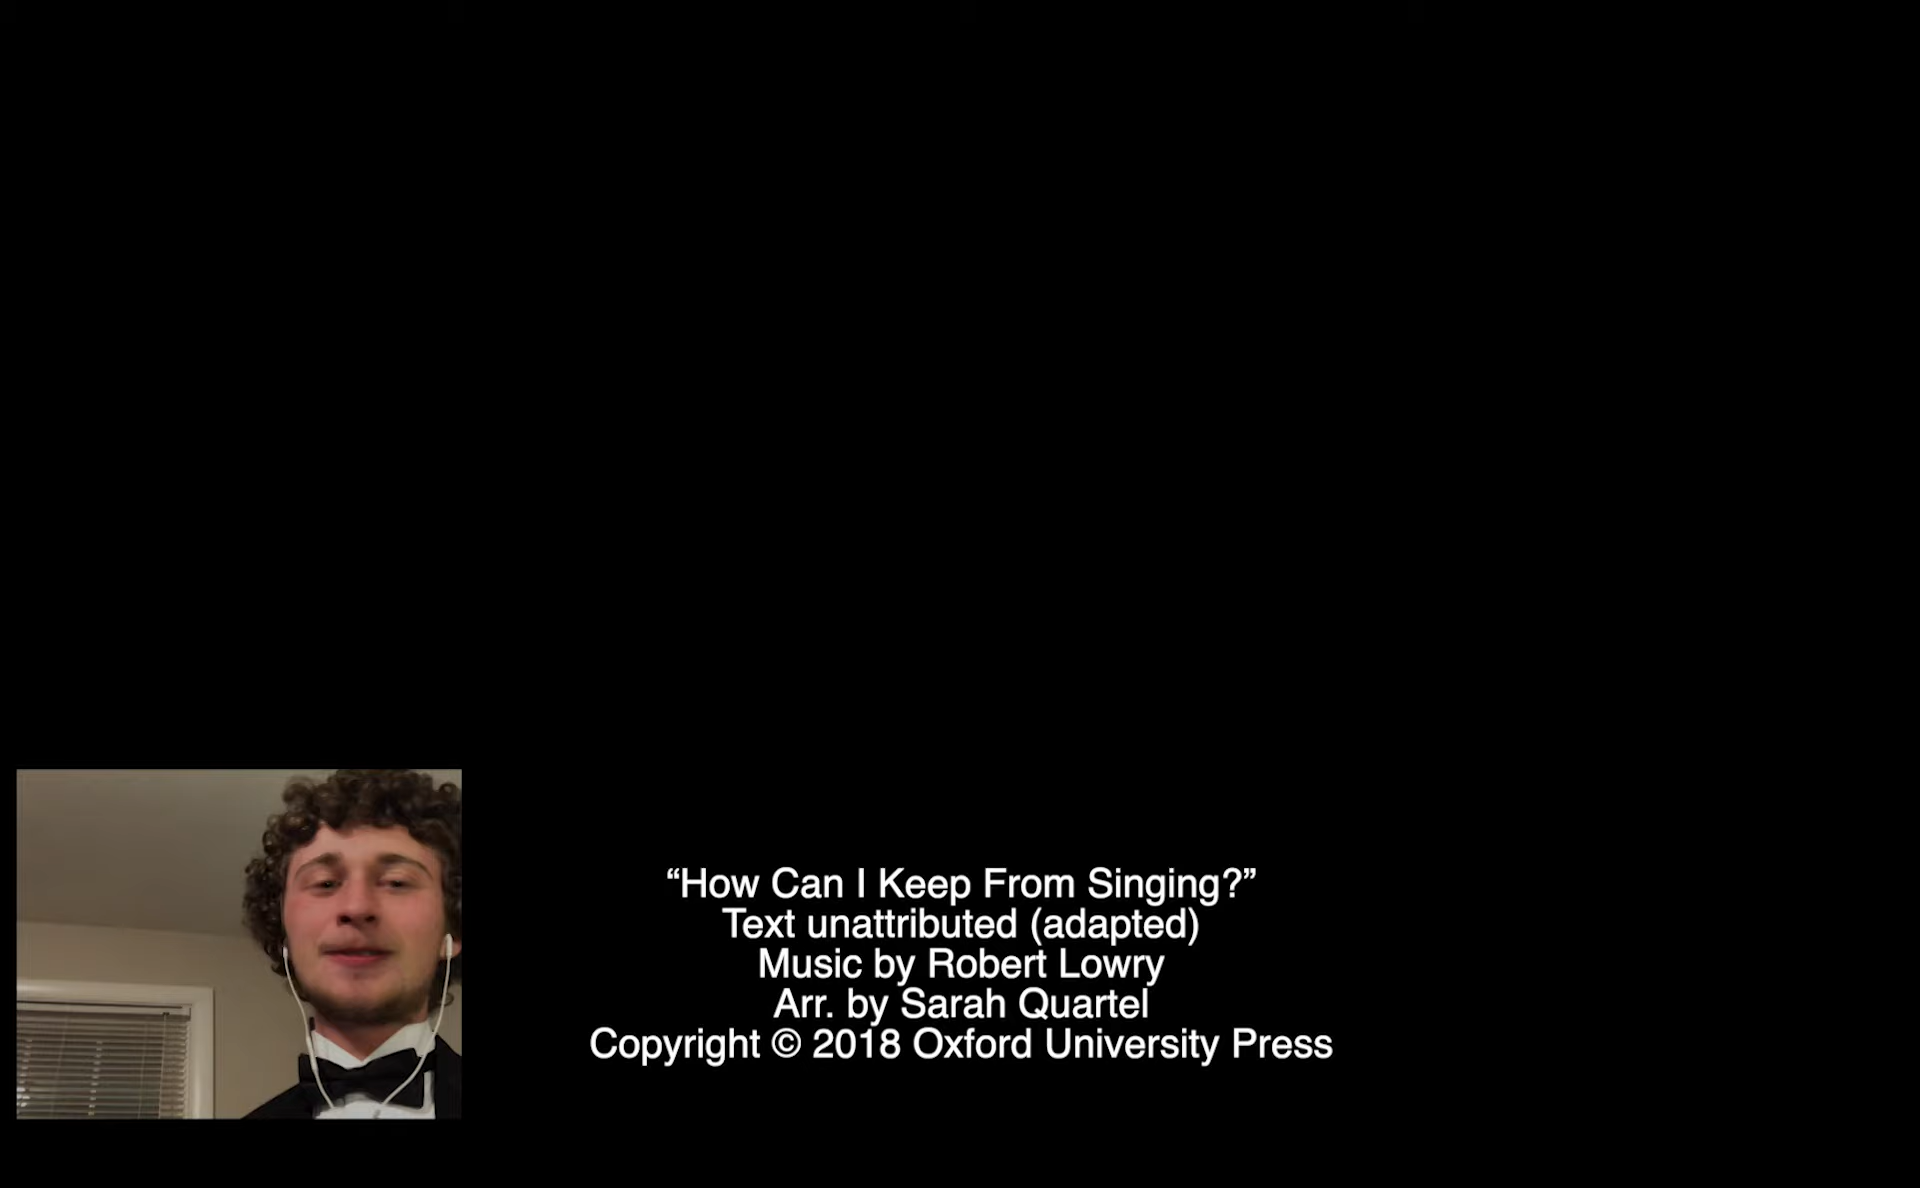 “How Can I Keep From Singing?”
Text unattributed (adapted)
Music by Robert Lowry
Arr. by Sarah Quartel
Copyright © 2018 Oxford University Press